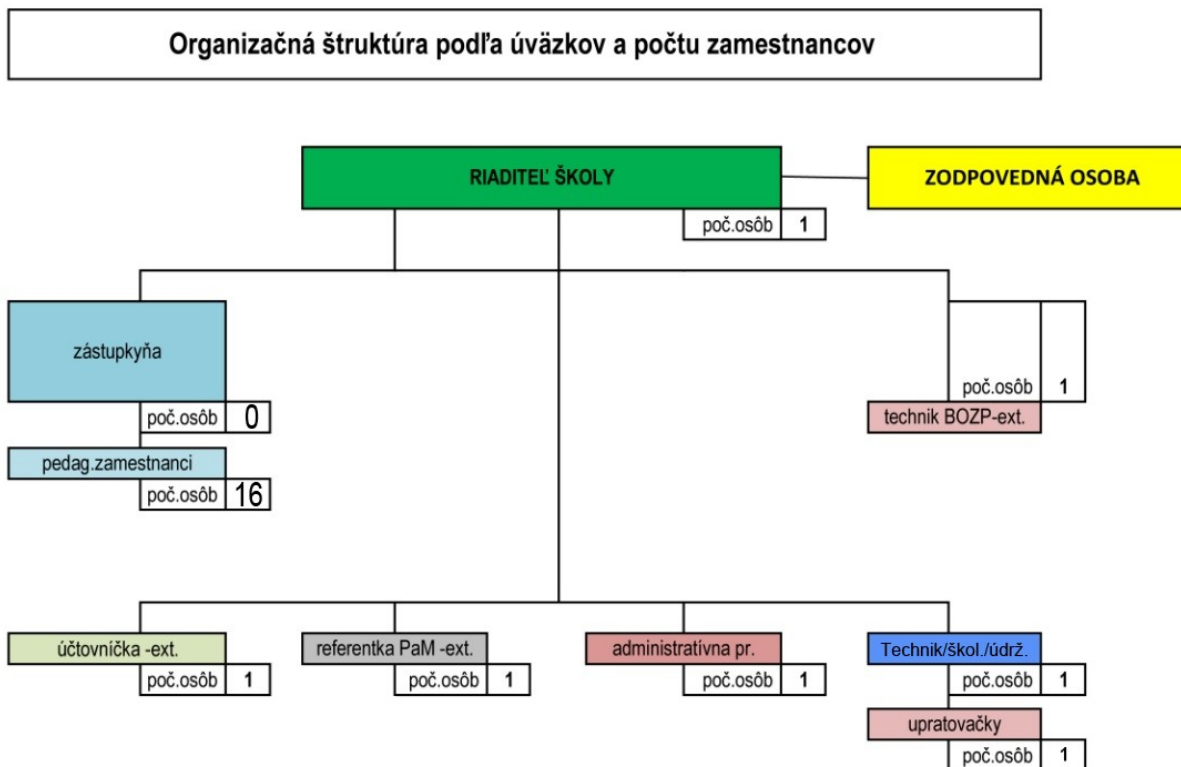 Organizačná štruktúra podľa úväzkov a počtu zamestnancov
RIADITEĽ ŠKOLY
ZODPOVEDNÁ OSOBA
poč.osôb 1
zástupkyňa
poč.osôb 0
pedag.zamestnanci
poč.osôb 16
poč.osôb 1
technik BOZP-ext.
účtovníčka -ext.
poč.osôb 1
referentka PaM -ext.
poč.osôb 1
administratívna pr.
poč.osôb 1
Technik/škol./údrž.
poč.osôb 1
upratovačky
poč.osôb 1